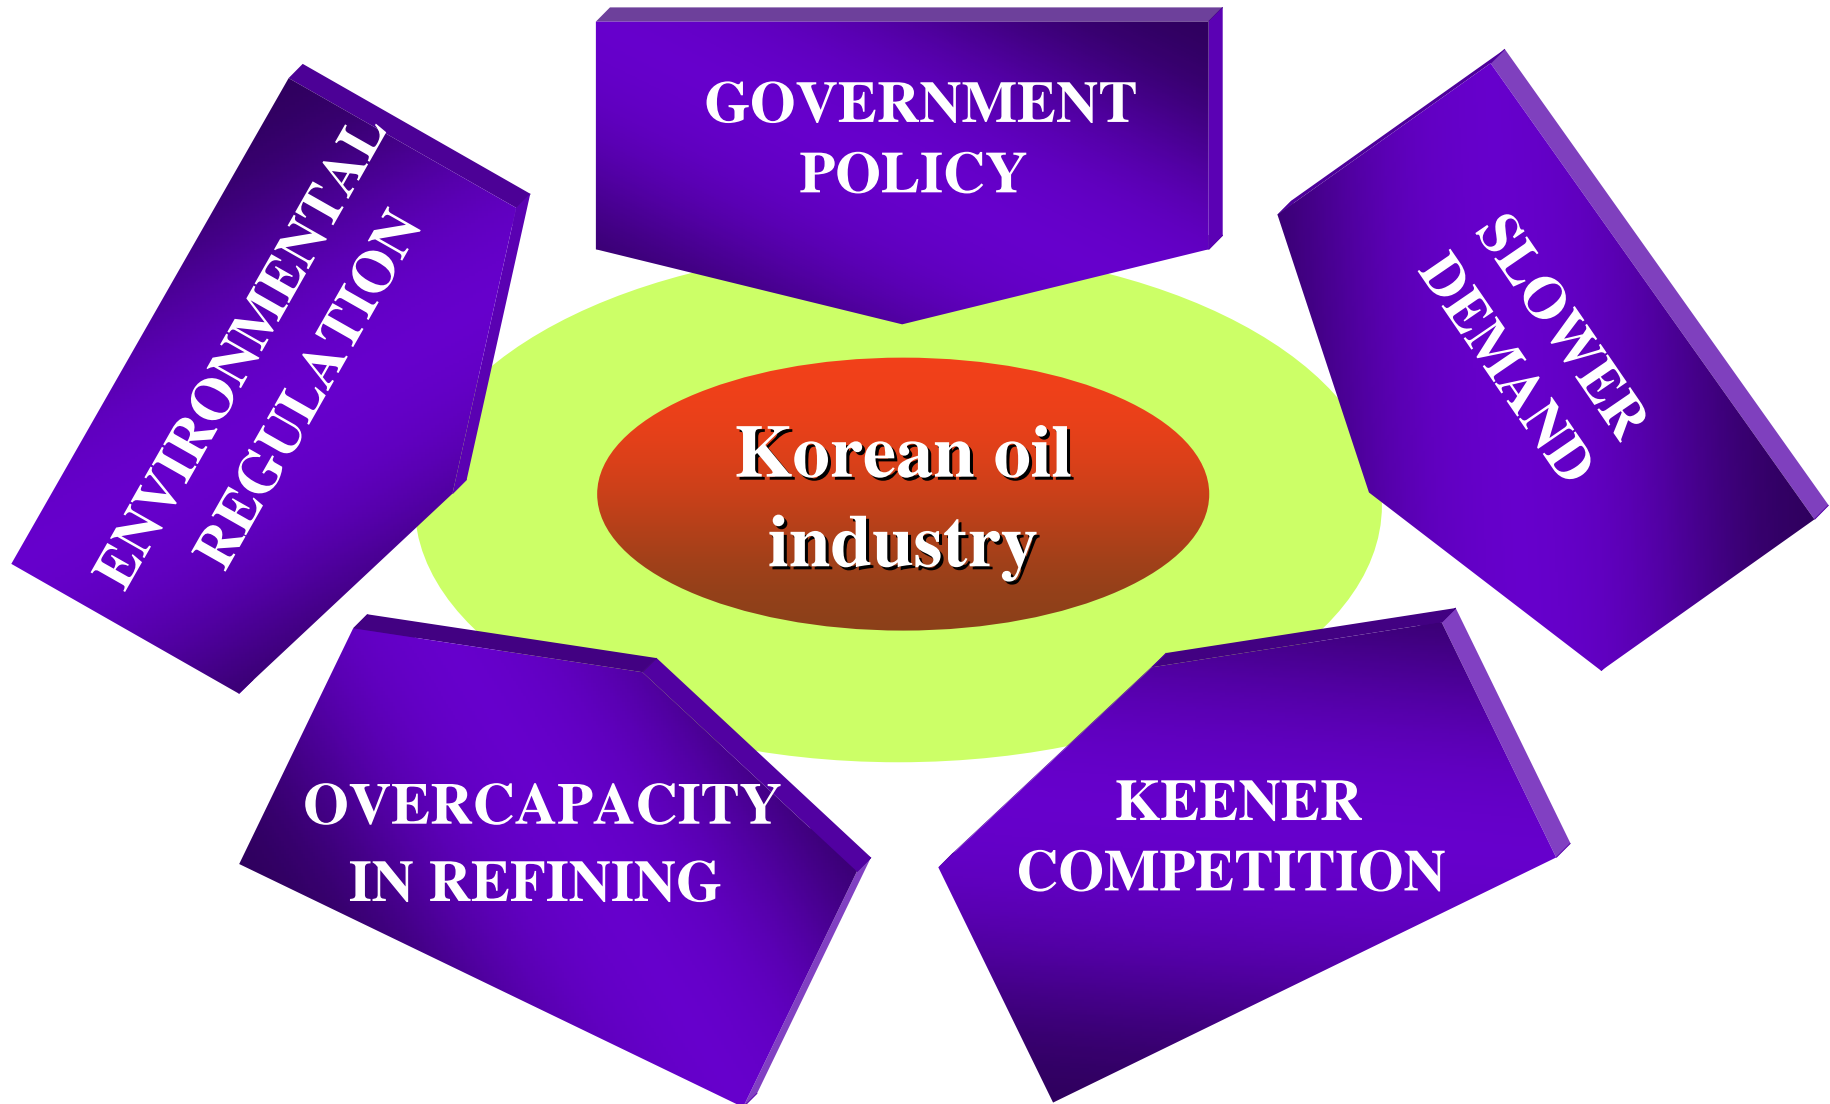 GOVERNMENT
POLICY
ENVIRONMENTAL
REGULATION
SLOWER
DEMAND
Korean oil
industry
OVERCAPACITY
IN REFINING
KEENER
COMPETITION